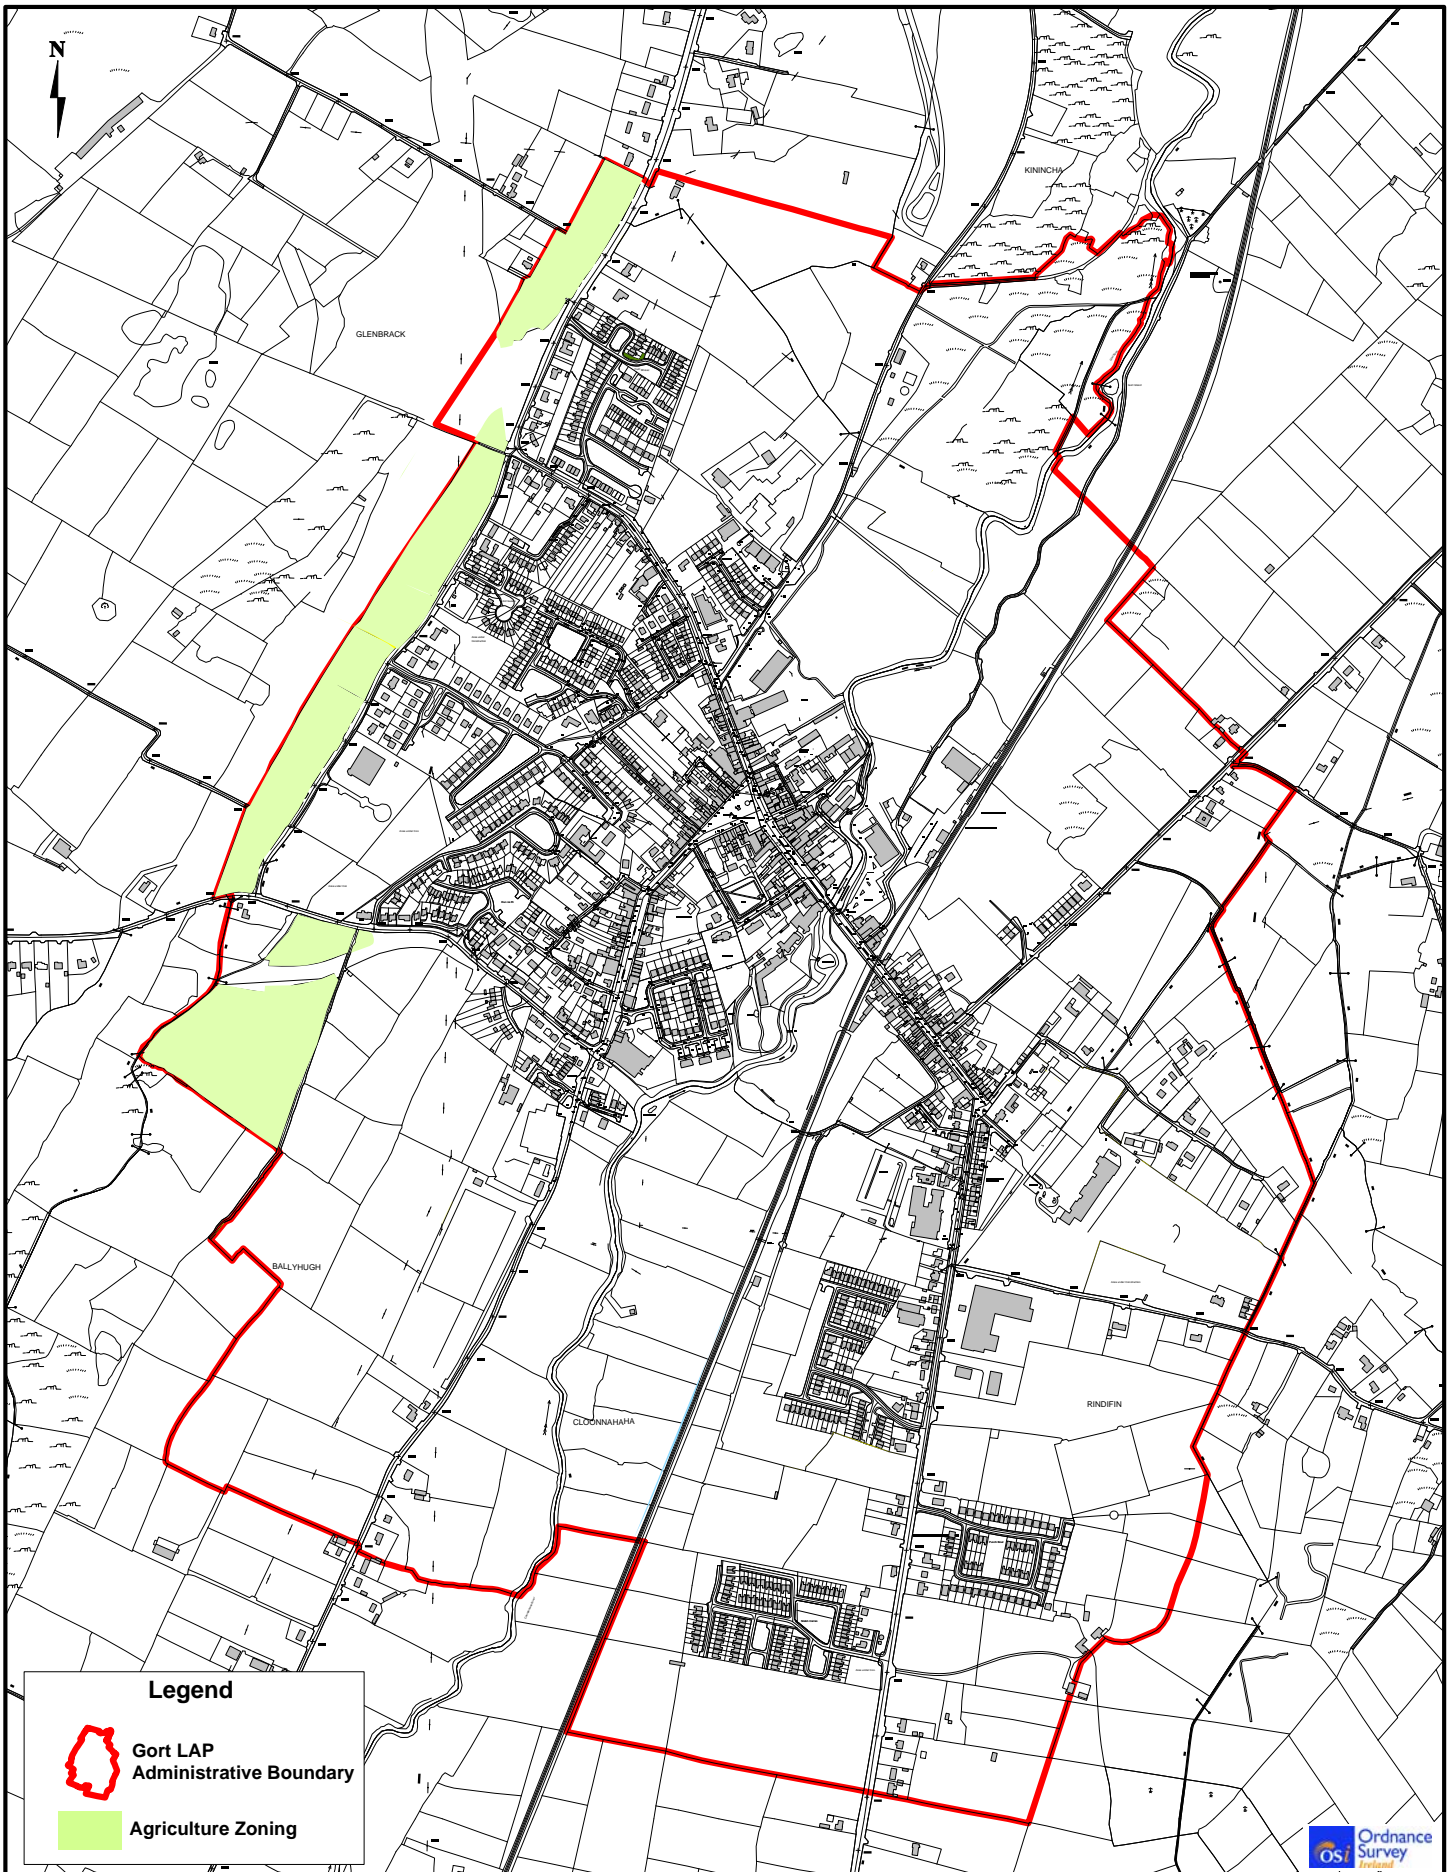 N
KININCHA
GLENBRACK
BALLYHUGH
CLOONNAHAHA
RINDIFIN
Legend
Gort LAP
Administrative Boundary
Agriculture Zoning
osi
Ordnance
Survey
Ireland